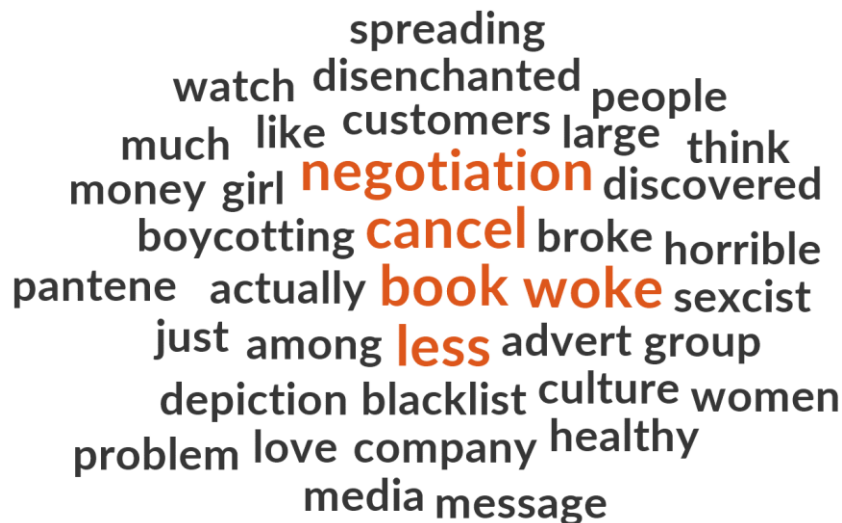 spreading
watch disenchanted people
much like customers large think
money girl negotiation discovered
boycotting cancel broke horrible
pantene actually book woke sexcist
just among less advert group
depiction blacklist culture women
problem love company healthy
media message